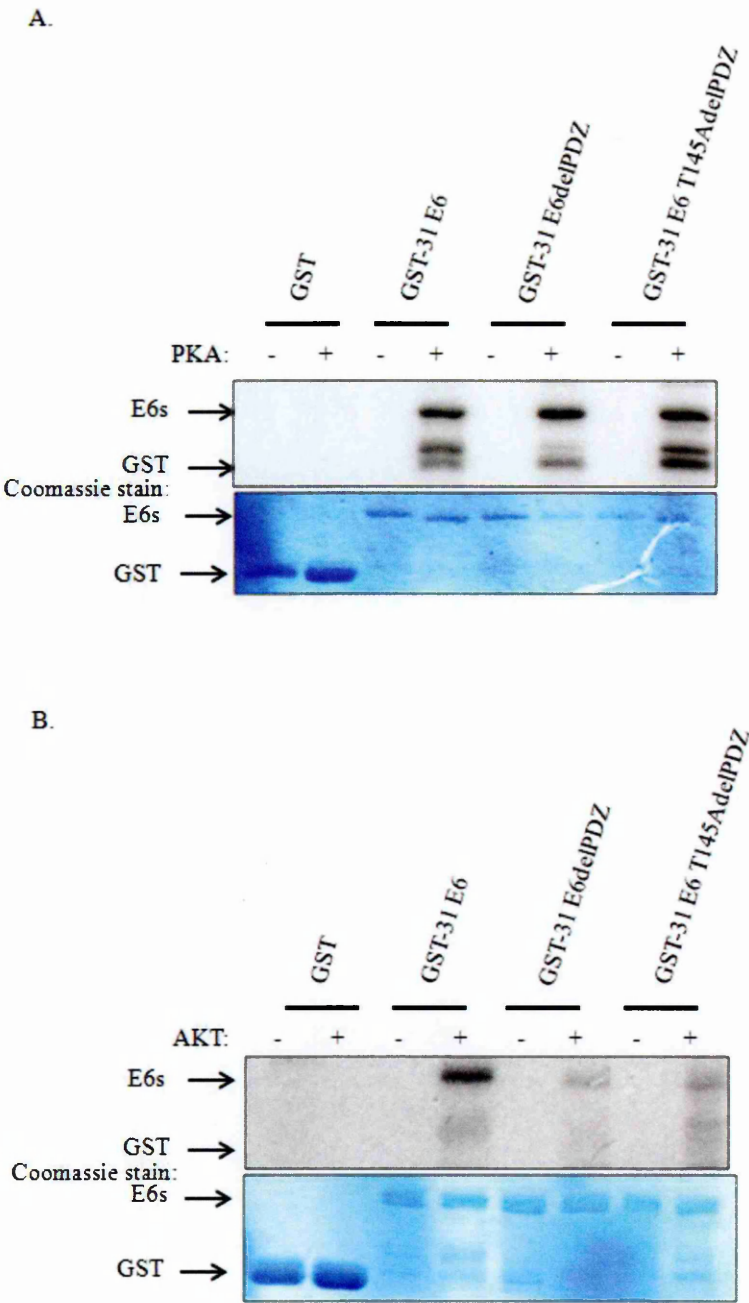 A.
GST
GST-31 E6
GST-31 E6delPDZ
GST-31 E6 T145AdelPDZ
PKA: - + - + - + - +
E6s
GST
Coomassie stain:
E6s
GST
B.
GST
GST-31 E6
GST-31 E6delPDZ
GST-31 E6 T145AdelPDZ
AKT: - + - + - + - +
E6s
GST
Coomassie stain:
E6s
GST